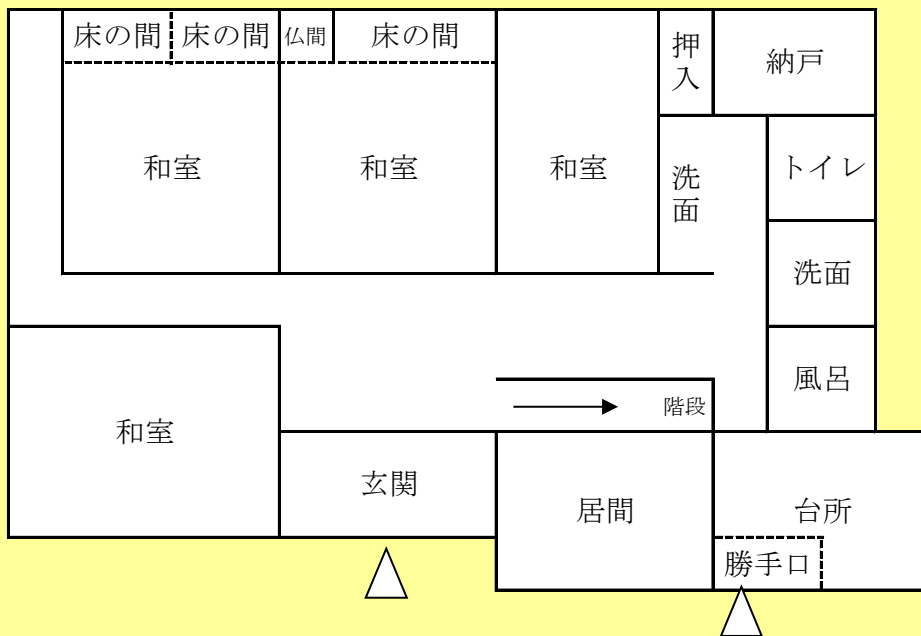 床の間
床の間
仏間
床の間
押入
納戸
和室
和室
和室
洗面
トイレ
洗面
風呂
階段
和室
玄関
居間
台所
勝手口